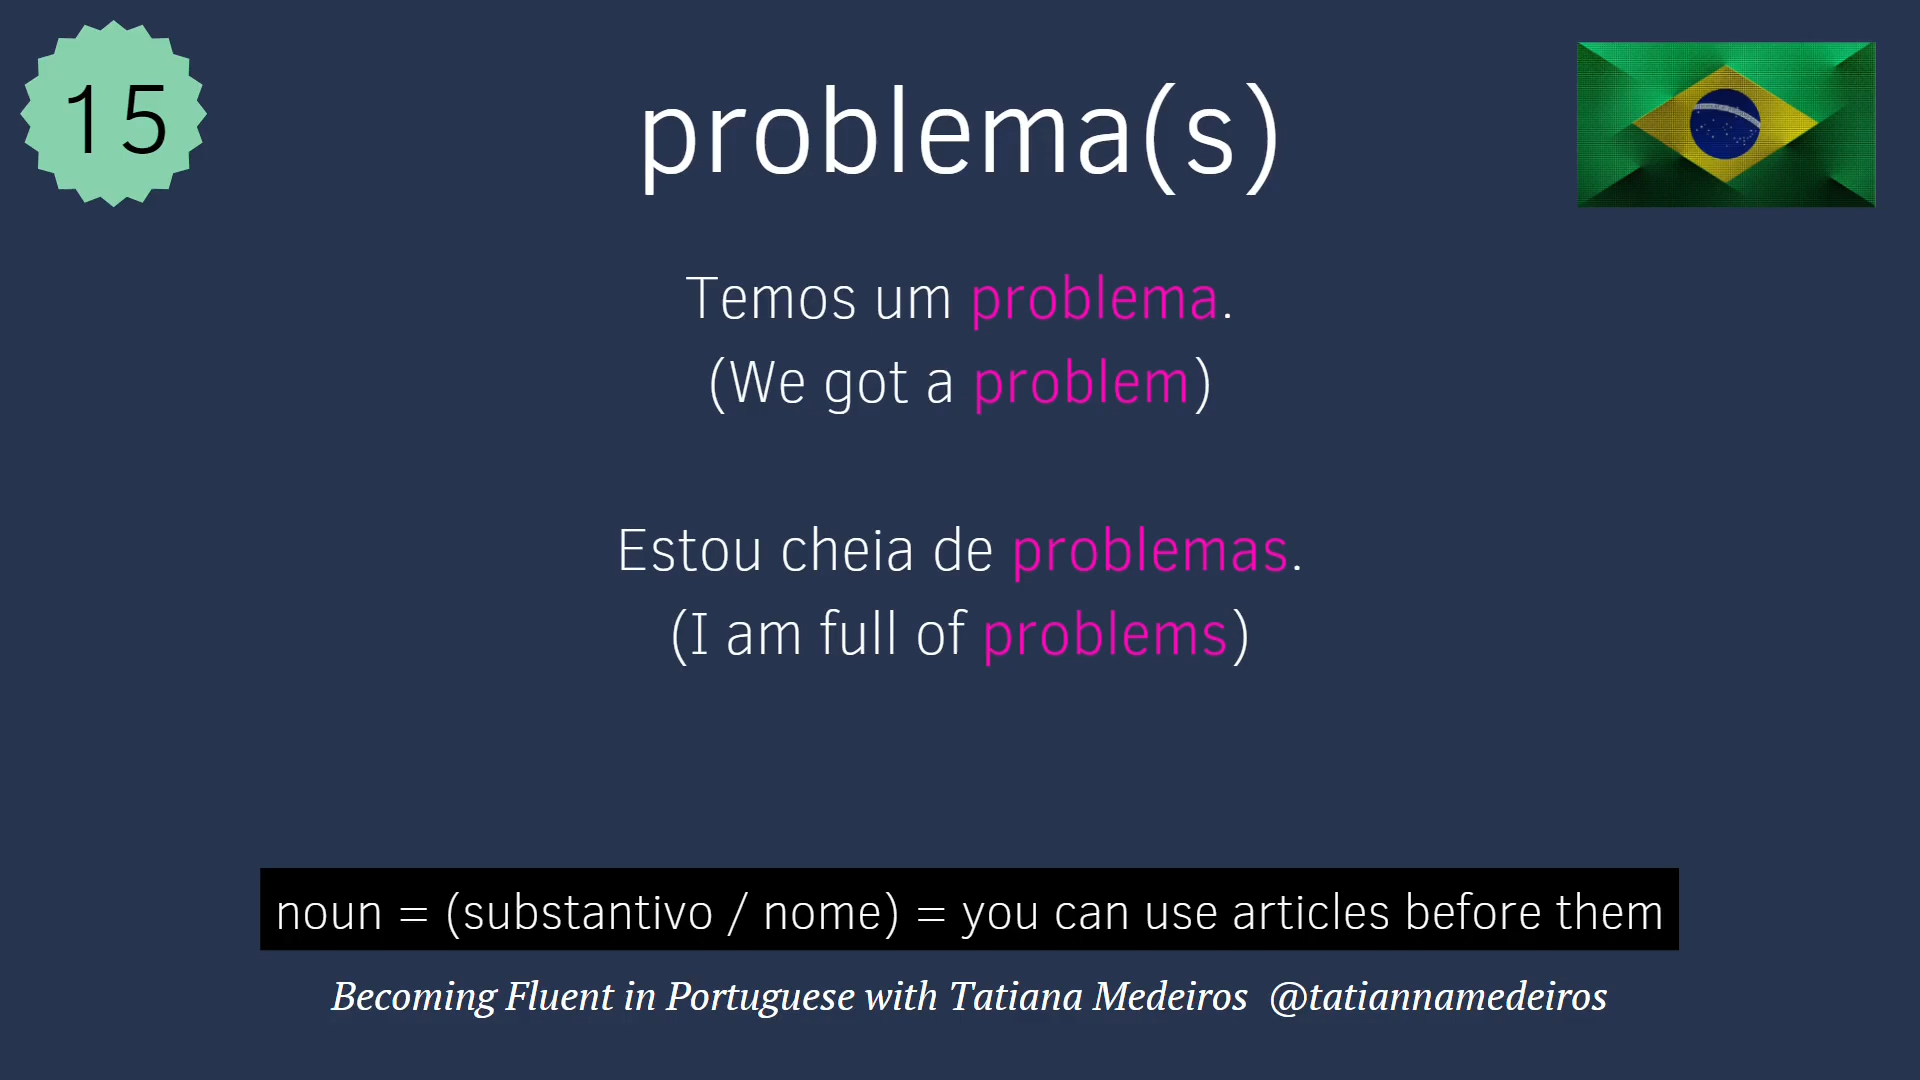 15
problema(s)
Temos um problema.
(We got a problem)
Estou cheia de problemas.
(I am full of problems)
noun = (substantivo / nome) = you can use articles before them
Becoming Fluent in Portuguese with Tatiana Medeiros @tatiannamedeiros